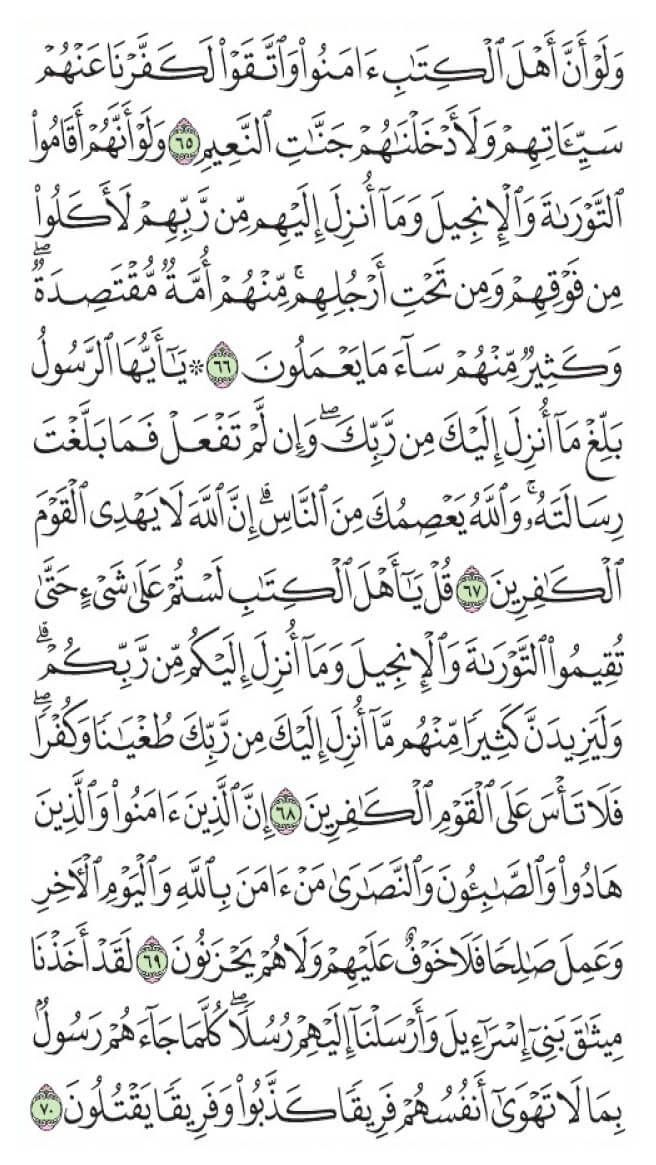 وَلَوۡ أَنَّ أَهۡلَ ٱلۡكِتَٰبِ ءَامَنُواْ وَٱتَّقَوۡاْ لَكَفَّرۡنَا عَنۡهُمۡ
سَيِّـَٔاتِهِمۡ وَلَأَدۡخَلۡنَٰهُمۡ جَنَّٰتِ ٱلنَّعِيمِ ٦٥ وَلَوۡ أَنَّهُمۡ أَقَامُواْ
ٱلتَّوۡرَىٰةَ وَٱلۡإِنجِيلَ وَمَآ أُنزِلَ إِلَيۡهِم مِّن رَّبِّهِمۡ لَأَكَلُواْ
مِن فَوۡقِهِمۡ وَمِن تَحۡتِ أَرۡجُلِهِمۚ مِّنۡهُمۡ أُمَّةٞ مُّقۡتَصِدَةٞۖ
وَكَثِيرٞ مِّنۡهُمۡ سَآءَ مَا يَعۡمَلُونَ ٦٦ ۞ يَٰٓأَيُّهَا ٱلرَّسُولُ
بَلِّغۡ مَآ أُنزِلَ إِلَيۡكَ مِن رَّبِّكَۖ وَإِن لَّمۡ تَفۡعَلۡ فَمَا بَلَّغۡتَ
رِسَالَتَهُۥۚ وَٱللَّهُ يَعۡصِمُكَ مِنَ ٱلنَّاسِۗ إِنَّ ٱللَّهَ لَا يَهۡدِي ٱلۡقَوۡمَ
ٱلۡكَٰفِرِينَ ٦٧ قُلۡ يَٰٓأَهۡلَ ٱلۡكِتَٰبِ لَسۡتُمۡ عَلَىٰ شَيۡءٍ حَتَّىٰ
تُقِيمُواْ ٱلتَّوۡرَىٰةَ وَٱلۡإِنجِيلَ وَمَآ أُنزِلَ إِلَيۡكُم مِّن رَّبِّكُمۡۗ
وَلَيَزِيدَنَّ كَثِيرٗا مِّنۡهُم مَّآ أُنزِلَ إِلَيۡكَ مِن رَّبِّكَ طُغۡيَٰنٗا وَكُفۡرٗاۖ
فَلَا تَأۡسَ عَلَى ٱلۡقَوۡمِ ٱلۡكَٰفِرِينَ ٦٨ إِنَّ ٱلَّذِينَ ءَامَنُواْ وَٱلَّذِينَ
هَادُواْ وَٱلصَّٰبِـُٔونَ وَٱلنَّصَٰرَىٰ مَنۡ ءَامَنَ بِٱللَّهِ وَٱلۡيَوۡمِ ٱلۡأٓخِرِ
وَعَمِلَ صَٰلِحٗا فَلَا خَوۡفٌ عَلَيۡهِمۡ وَلَا هُمۡ يَحۡزَنُونَ ٦٩ لَقَدۡ أَخَذۡنَا
مِيثَٰقَ بَنِيٓ إِسۡرَٰٓءِيلَ وَأَرۡسَلۡنَآ إِلَيۡهِمۡ رُسُلٗاۖ كُلَّمَا جَآءَهُمۡ رَسُولُۢ
بِمَا لَا تَهۡوَىٰٓ أَنفُسُهُمۡ فَرِيقٗا كَذَّبُواْ وَفَرِيقٗا يَقۡتُلُونَ ٧٠